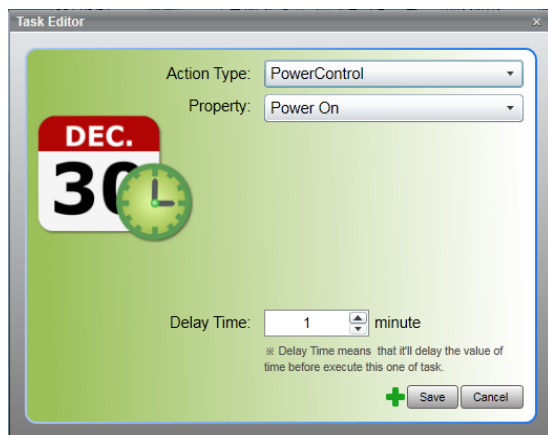 Task Editor
Action Type: PowerControl
Property: Power On
DEC.
30
Delay Time: 1 minute
※ Delay Time means that it'll delay the value of
time before execute this one of task.
Save Cancel